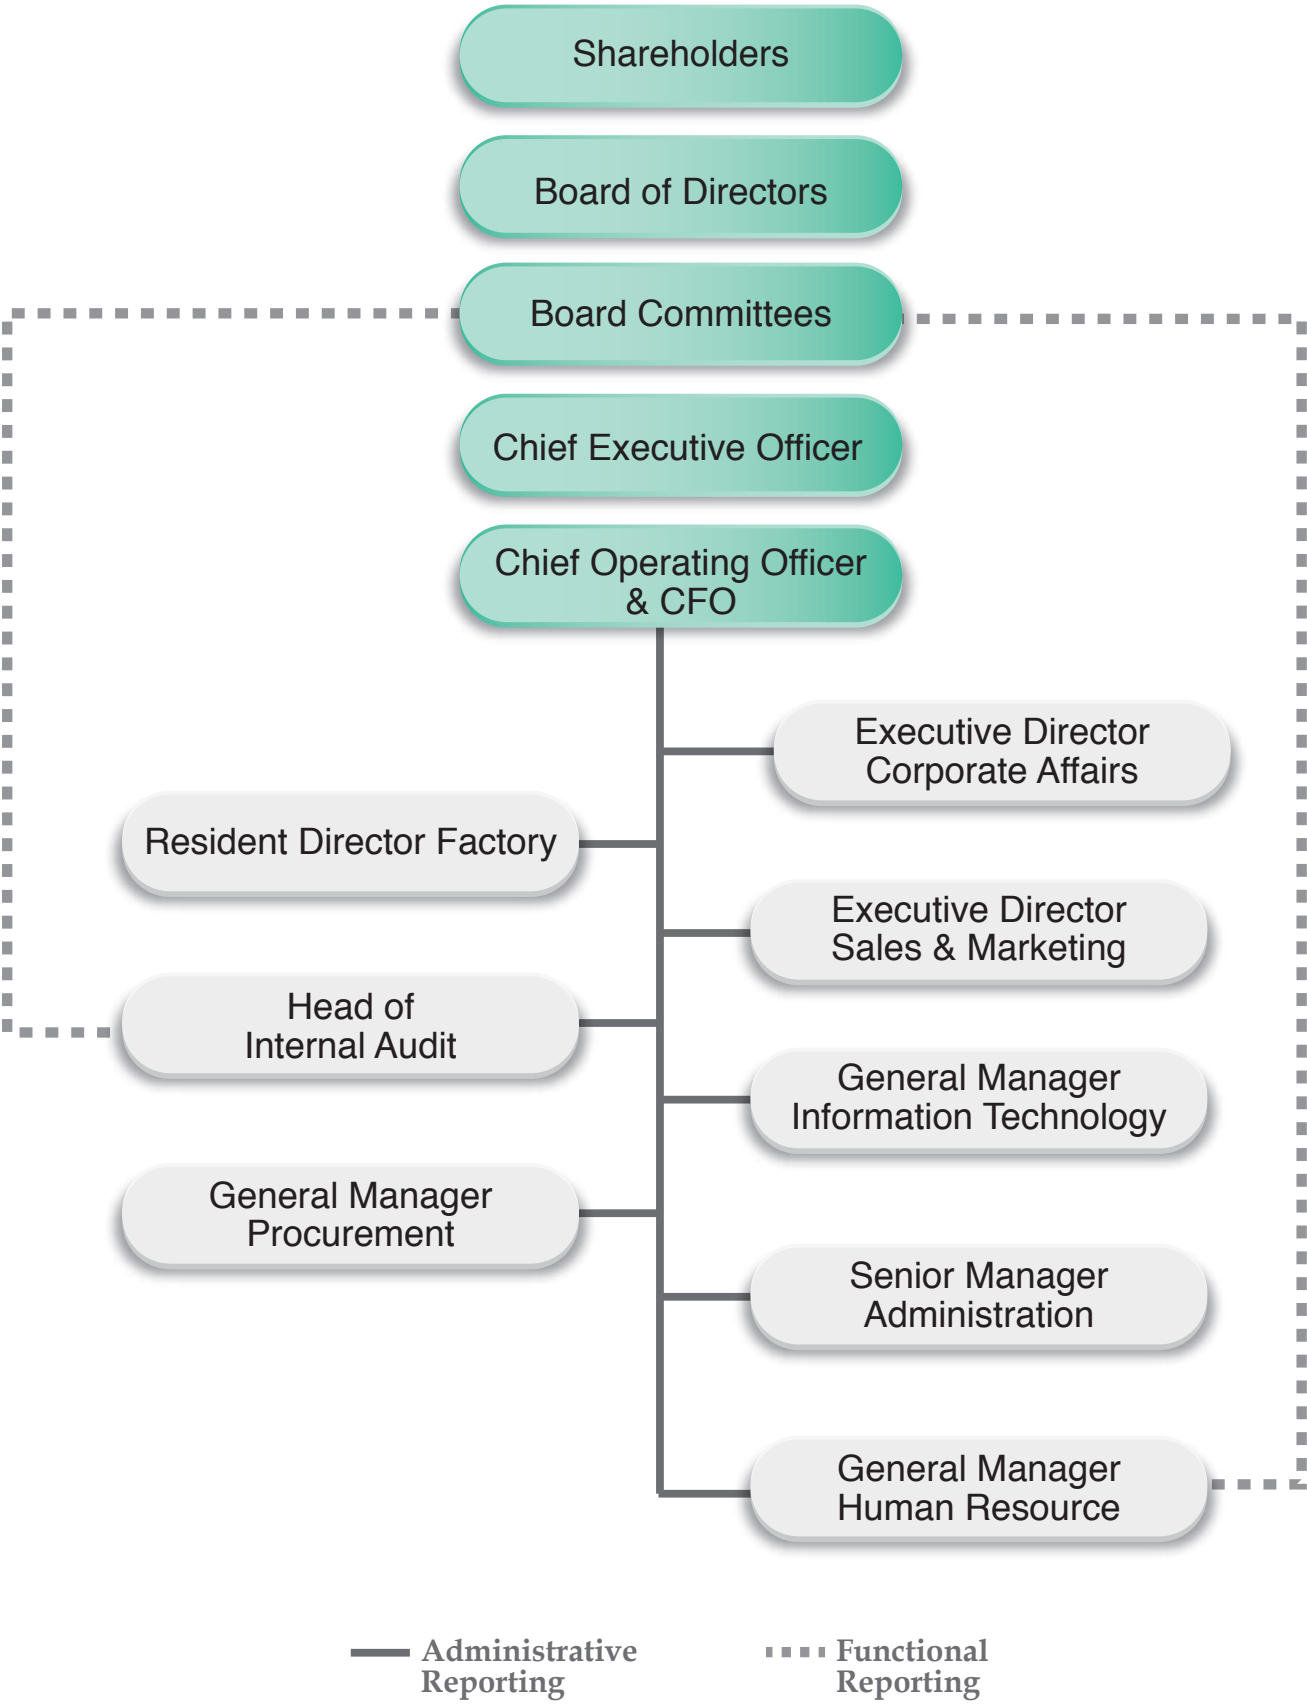 Shareholders
Board of Directors
Board Committees
Chief Executive Officer
Chief Operating Officer
& CFO
Executive Director
Corporate Affairs
Resident Director Factory
Executive Director
Sales & Marketing
Head of
Internal Audit
General Manager
Information Technology
General Manager
Procurement
Senior Manager
Administration
General Manager
Human Resource
Administrative
Reporting
Functional
Reporting